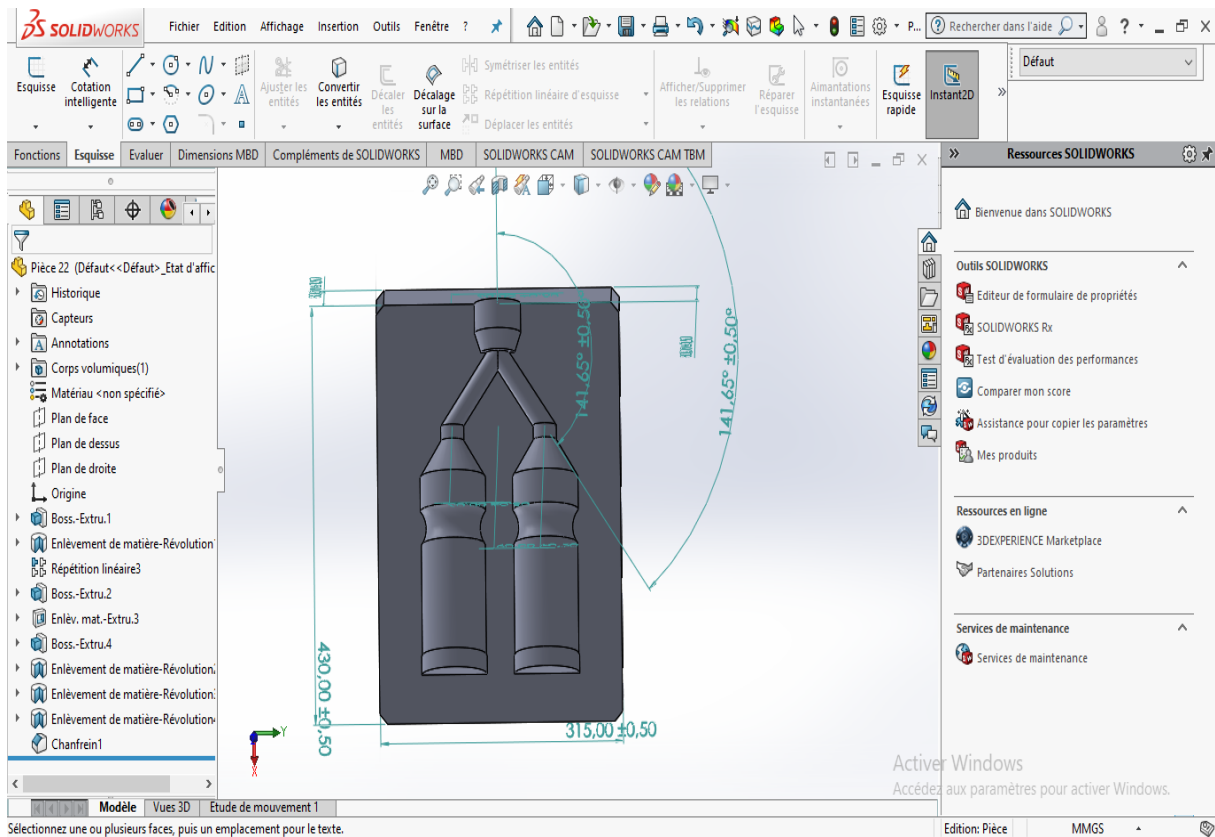 SOLIDWORKS
Fichier Edition Affichage Insertion Outils Fenêtre ?
P...
Rechercher dans l'aide
?
Esquisse
Cotation intelligente
Ajuster les entités
Convertir les entités
Décaler les entités
Décalage sur la surface
Symétriser les entités
Répétition linéaire d'esquisse
Déplacer les entités
Afficher/Supprimer les relations
Réparer l'esquisse
Aimantations instantanées
Esquisse rapide
Instant2D
Défaut
Fonctions Esquisse Evaluer Dimensions MBD Compléments de SOLIDWORKS MBD SOLIDWORKS CAM SOLIDWORKS CAM TBM
Ressources SOLIDWORKS
Pièce 22 (Défaut<<Défaut>_Etat d'affic
Historique
Capteurs
Annotations
Corps volumiques(1)
Matériau <non spécifié>
Plan de face
Plan de dessus
Plan de droite
Origine
Boss.-Extru.1
Enlèvement de matière-Révolution
Répétition linéaire3
Boss.-Extru.2
Enlèv. mat.-Extru.3
Boss.-Extru.4
Enlèvement de matière-Révolution
Enlèvement de matière-Révolution
Enlèvement de matière-Révolution
Chanfrein1
141,65° ±0,50°
141,65° ±0,50°
430,00 ±0,50
315,00 ±0,50
Y
X
Bienvenue dans SOLIDWORKS
Outils SOLIDWORKS
Editeur de formulaire de propriétés
SOLIDWORKS Rx
Test d'évaluation des performances
Comparer mon score
Assistance pour copier les paramètres
Mes produits
Ressources en ligne
3DEXPERIENCE Marketplace
Partenaires Solutions
Services de maintenance
Services de maintenance
Activer Windows
Accédez aux paramètres pour activer Windows.
Modèle Vues 3D Etude de mouvement 1
Sélectionnez une ou plusieurs faces, puis un emplacement pour le texte.
Edition: Pièce
MMGS